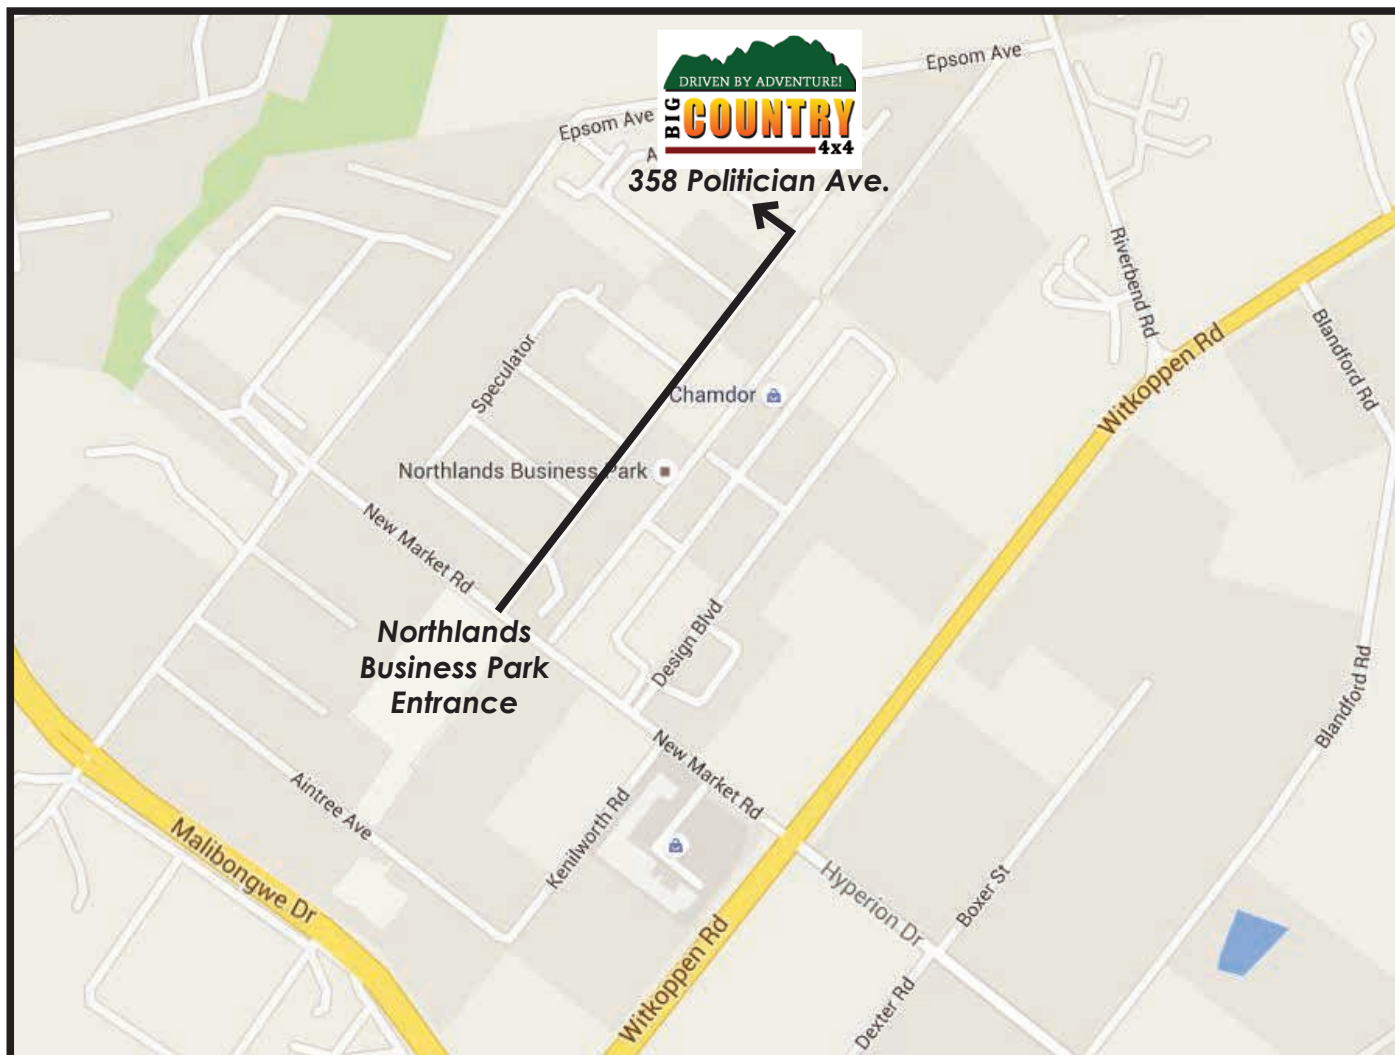 Epsom Ave
DRIVEN BY ADVENTURE!
BIG
COUNTRY
4x4
Epsom Ave
358 Politician Ave.
Riverbend Rd
Blandford Rd
Witkoppen Rd
Speculator
Chamdor
Northlands Business Park
New Market Rd
Northlands
Business Park
Entrance
Design Blvd
Blandford Rd
New Market Rd
Aintree Ave
Kenilworth Rd
Malibongwe Dr
Hyperion Dr
Boxer St
Witkoppen Rd
Dexter Rd